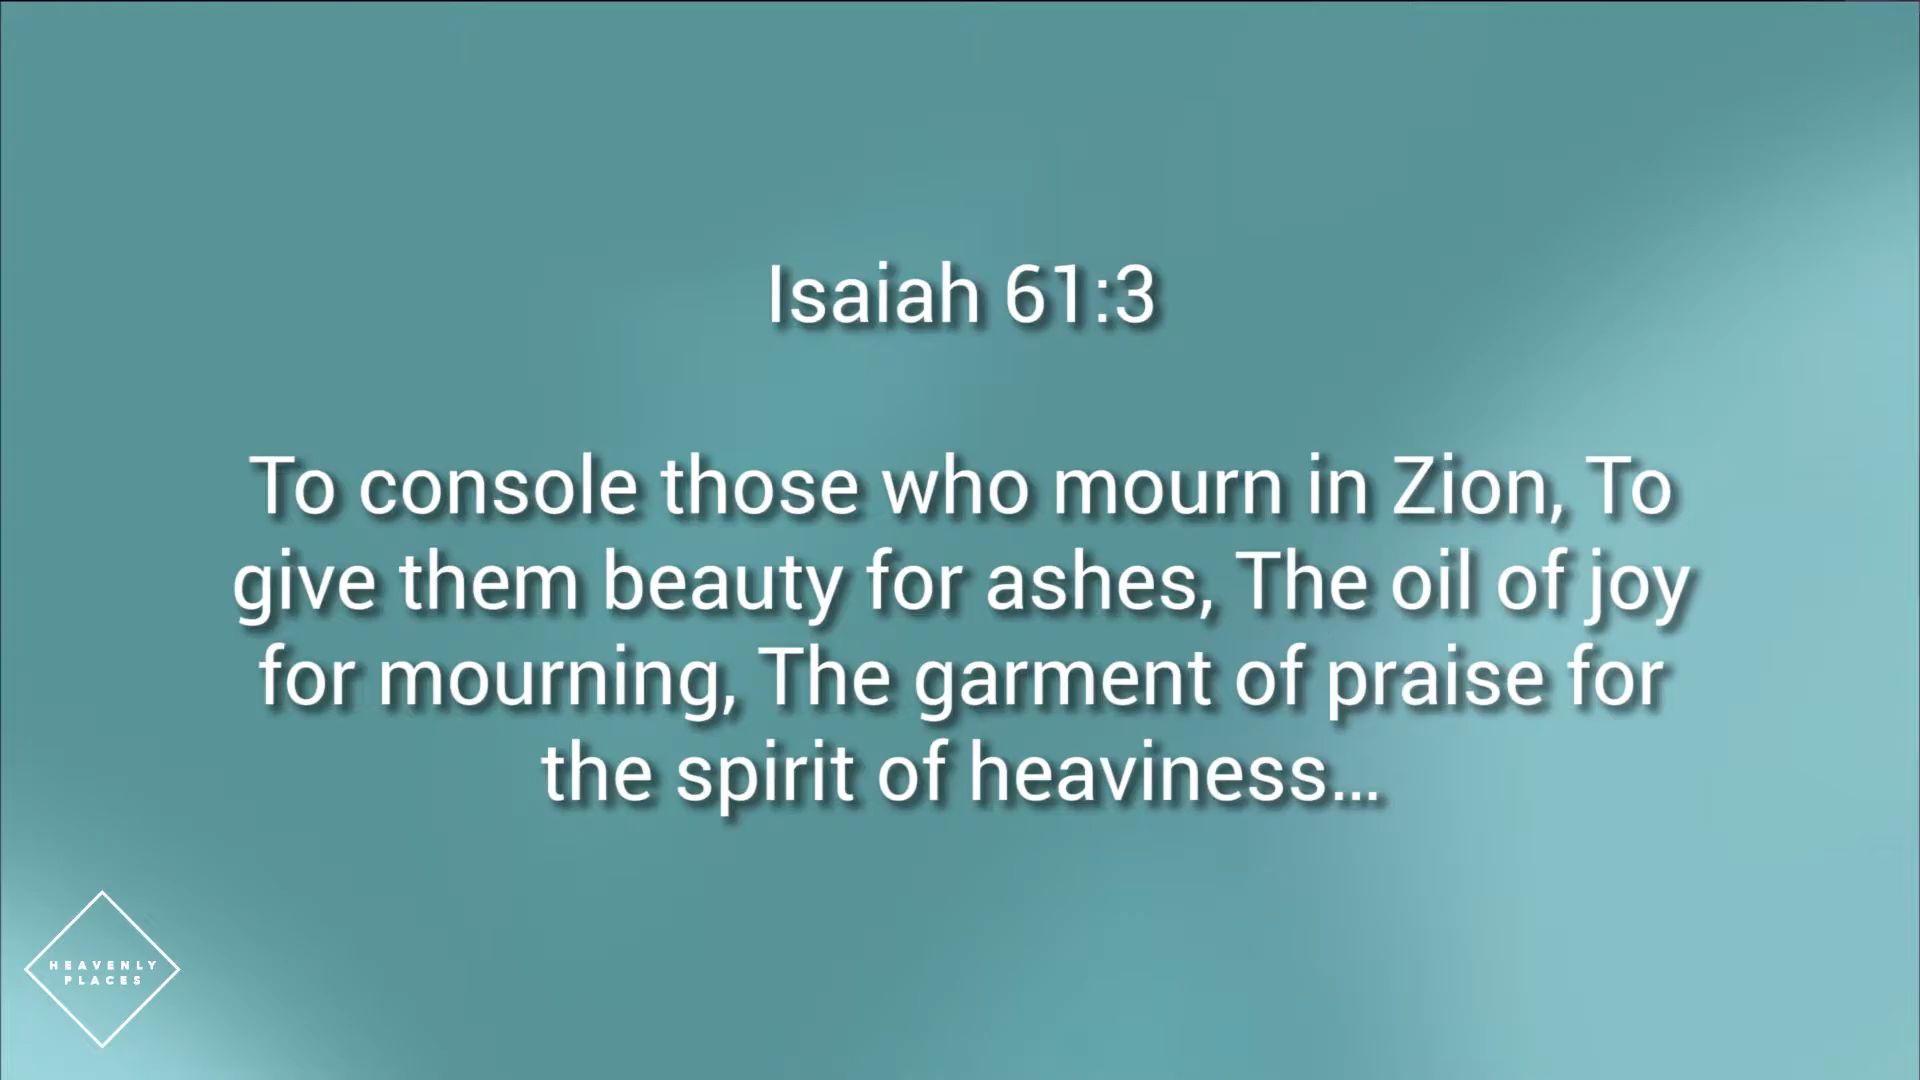 Isaiah 61:3
To console those who mourn in Zion, To
give them beauty for ashes, The oil of joy
for mourning, The garment of praise for
the spirit of heaviness...
HEAVENLY
PLACES